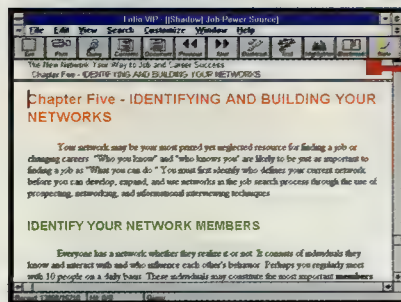 Folio VIP - [[Shadow] Job Power Source]
File Edit View Search Customize Window Help
The New Network Your Way to Job and Career Success
Chapter Five - IDENTIFYING AND BUILDING YOUR NETWORKS
Chapter Five - IDENTIFYING AND BUILDING YOUR
NETWORKS
Your network may be your most prized yet neglected resource for finding a job or
changing careers "Who you know" and "who knows you" are likely to be just as important to
finding a job as "What you can do" You must first identify who defines your current network
before you can develop, expand, and use networks in the job search process through the use of
prospecting, networking, and informational interviewing techniques
IDENTIFY YOUR NETWORK MEMBERS
Everyone has a network whether they realize it or not It consists of individuals they
know and interact with and who influence each other's behavior Perhaps you regularly meet
with 10 people on a daily basis These individuals may constitute the most important members
Record
Hit 0/0
Query